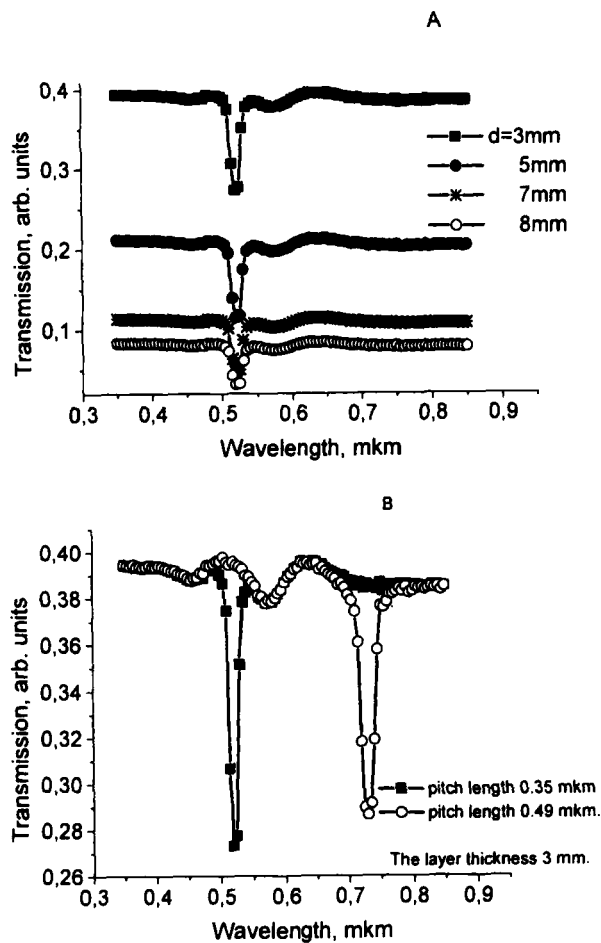 A
Transmission, arb. units
0,4
0,3
0,2
0,1
d=3mm
5mm
7mm
8mm
0,3 0,4 0,5 0,6 0,7 0,8 0,9
Wavelength, mkm
B
Transmission, arb. units
0,40
0,38
0,36
0,34
0,32
0,30
0,28
0,26
pitch length 0.35 mkm
pitch length 0.49 mkm.
The layer thickness 3 mm.
0,3 0,4 0,5 0,6 0,7 0,8 0,9
Wavelength, mkm